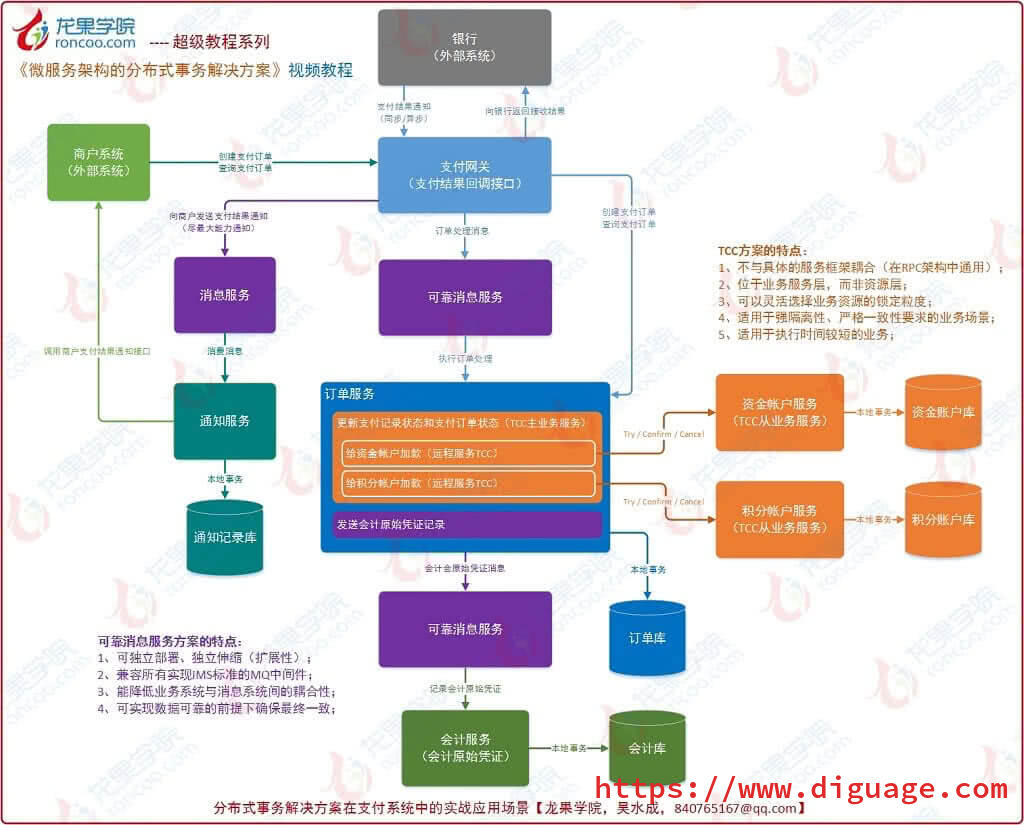 龙果学院
roncoo.com
---- 超级教程系列
《微服务架构的分布式事务解决方案》视频教程
银行
（外部系统）
支付结果通知
（同步/异步）
向银行返回接收结果
商户系统
（外部系统）
创建支付订单
查询支付订单
支付网关
（支付结果回调接口）
向商户发送支付结果通知
（尽最大能力通知）
订单处理消息
创建支付订单
查询支付订单
消息服务
可靠消息服务
TCC方案的特点：
1、不与具体的服务框架耦合（在RPC架构中通用）；
2、位于业务服务层，而非资源层；
3、可以灵活选择业务资源的锁定粒度；
4、适用于强隔离性、严格一致性要求的业务场景；
5、适用于执行时间较短的业务；
调用商户支付结果通知接口
消费消息
执行订单处理
通知服务
订单服务
更新支付记录状态和支付订单状态（TCC主业务服务）
给资金帐户加款（远程服务TCC）
给积分帐户加款（远程服务TCC）
发送会计原始凭证记录
Try / Confirm / Cancel
资金帐户服务
（TCC从业务服务）
本地事务
资金账户库
Try / Confirm / Cancel
积分帐户服务
（TCC从业务服务）
本地事务
积分账户库
本地事务
通知记录库
会计会原始凭证消息
本地事务
可靠消息服务
订单库
可靠消息服务方案的特点：
1、可独立部署、独立伸缩（扩展性）；
2、兼容所有实现JMS标准的MQ中间件；
3、能降低业务系统与消息系统间的耦合性；
4、可实现数据可靠的前提下确保最终一致；
记录会计原始凭证
会计服务
（会计原始凭证）
本地事务
会计库
https://www.diguage.com
分布式事务解决方案在支付系统中的实战应用场景【龙果学院，吴水成，840765167@qq.com】